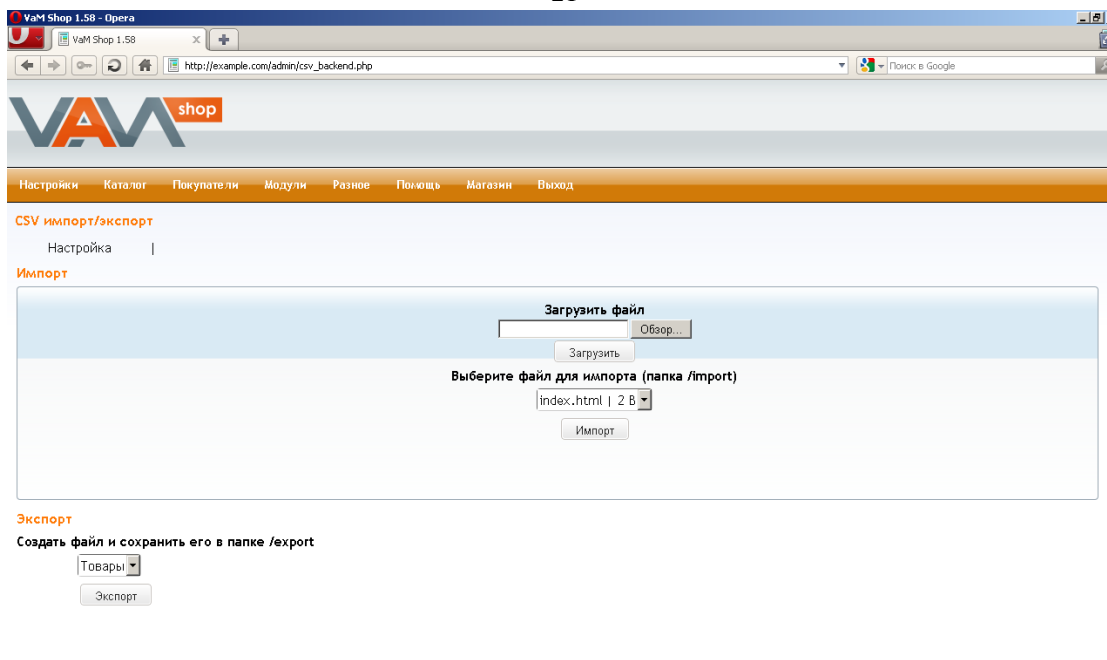 VaM Shop 1.58 - Opera
VaM Shop 1.58
http://example.com/admin/csv_backend.php
Поиск в Google
VAM shop
Настройки Каталог Покупатели Модули Разное Помощь Магазин Выход
CSV импорт/экспорт
Настройка |
Импорт
Загрузить файл
Обзор...
Загрузить
Выберите файл для импорта (папка /import)
index.html | 2 B
Импорт
Экспорт
Создать файл и сохранить его в папке /export
Товары
Экспорт